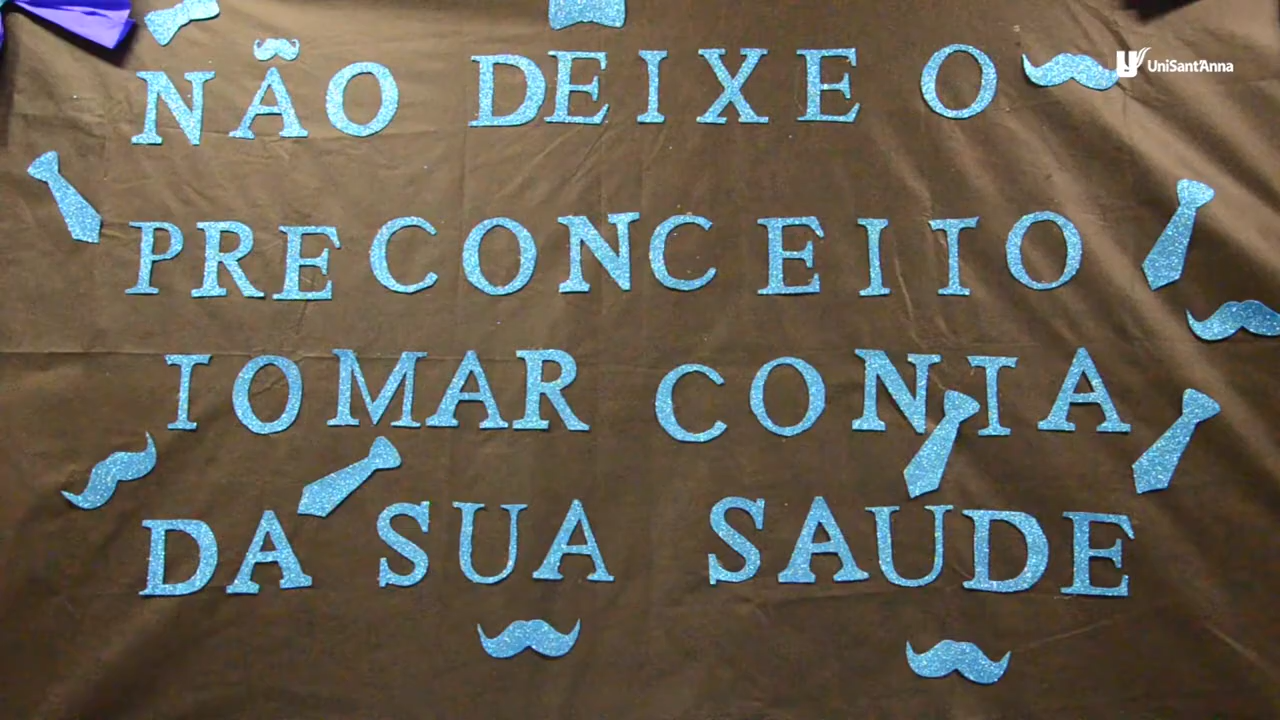 NÃO DEIXE O
UniSant'Anna
PRECONCEITO
TOMAR CONTA
DA SUA SAUDE